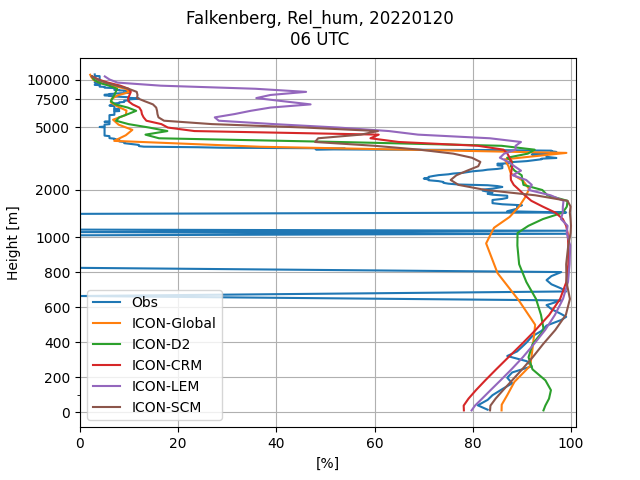 Falkenberg, Rel_hum, 20220120
06 UTC
10000
7500
5000
2000
1000
800
600
400
200
0
Height [m]
Obs
ICON-Global
ICON-D2
ICON-CRM
ICON-LEM
ICON-SCM
0 20 40 60 80 100
[%]